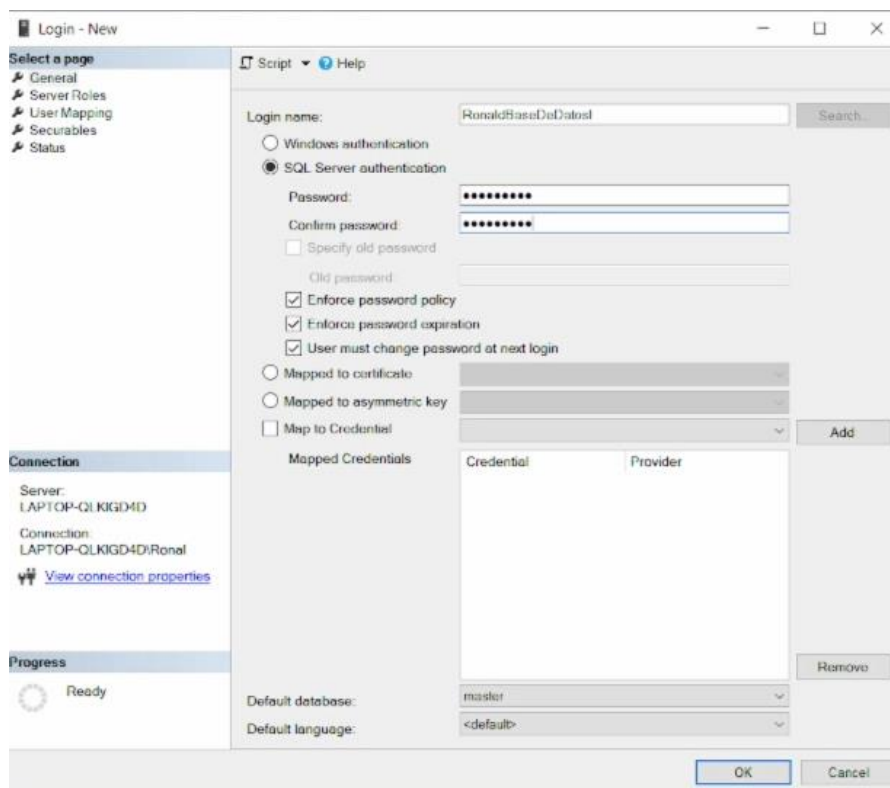 Login - New
Select a page
General
Server Roles
User Mapping
Securables
Status
Script Help
Login name: RonaldBaseDeDatosI Search...
Windows authentication
SQL Server authentication
Password: •••••••••
Confirm password: •••••••••
Specify old password
Old password:
Enforce password policy
Enforce password expiration
User must change password at next login
Mapped to certificate
Mapped to asymmetric key
Map to Credential Add
Mapped Credentials Credential Provider
Connection
Server:
LAPTOP-QLKIGD4D
Connection:
LAPTOP-QLKIGD4D\Ronal
View connection properties
Progress
Ready
Remove
Default database: master
Default language: <default>
OK Cancel